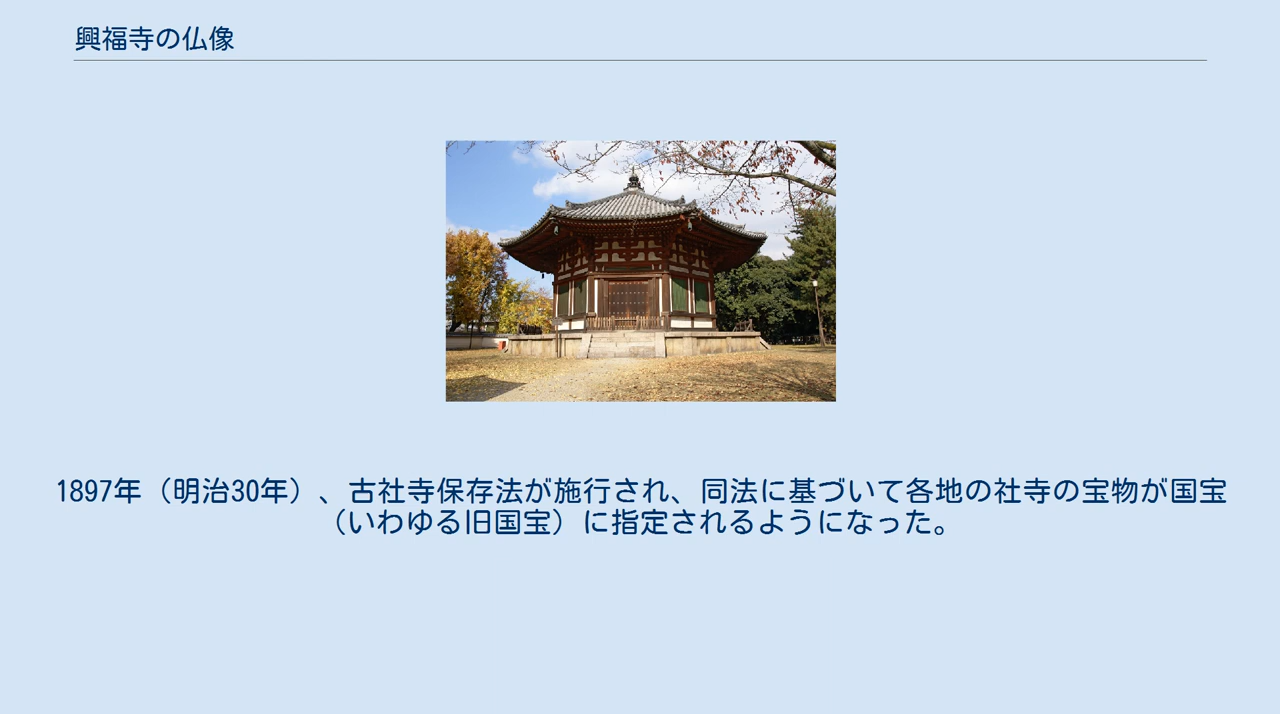 興福寺の仏像
1897年（明治30年）、古社寺保存法が施行され、同法に基づいて各地の社寺の宝物が国宝
（いわゆる旧国宝）に指定されるようになった。